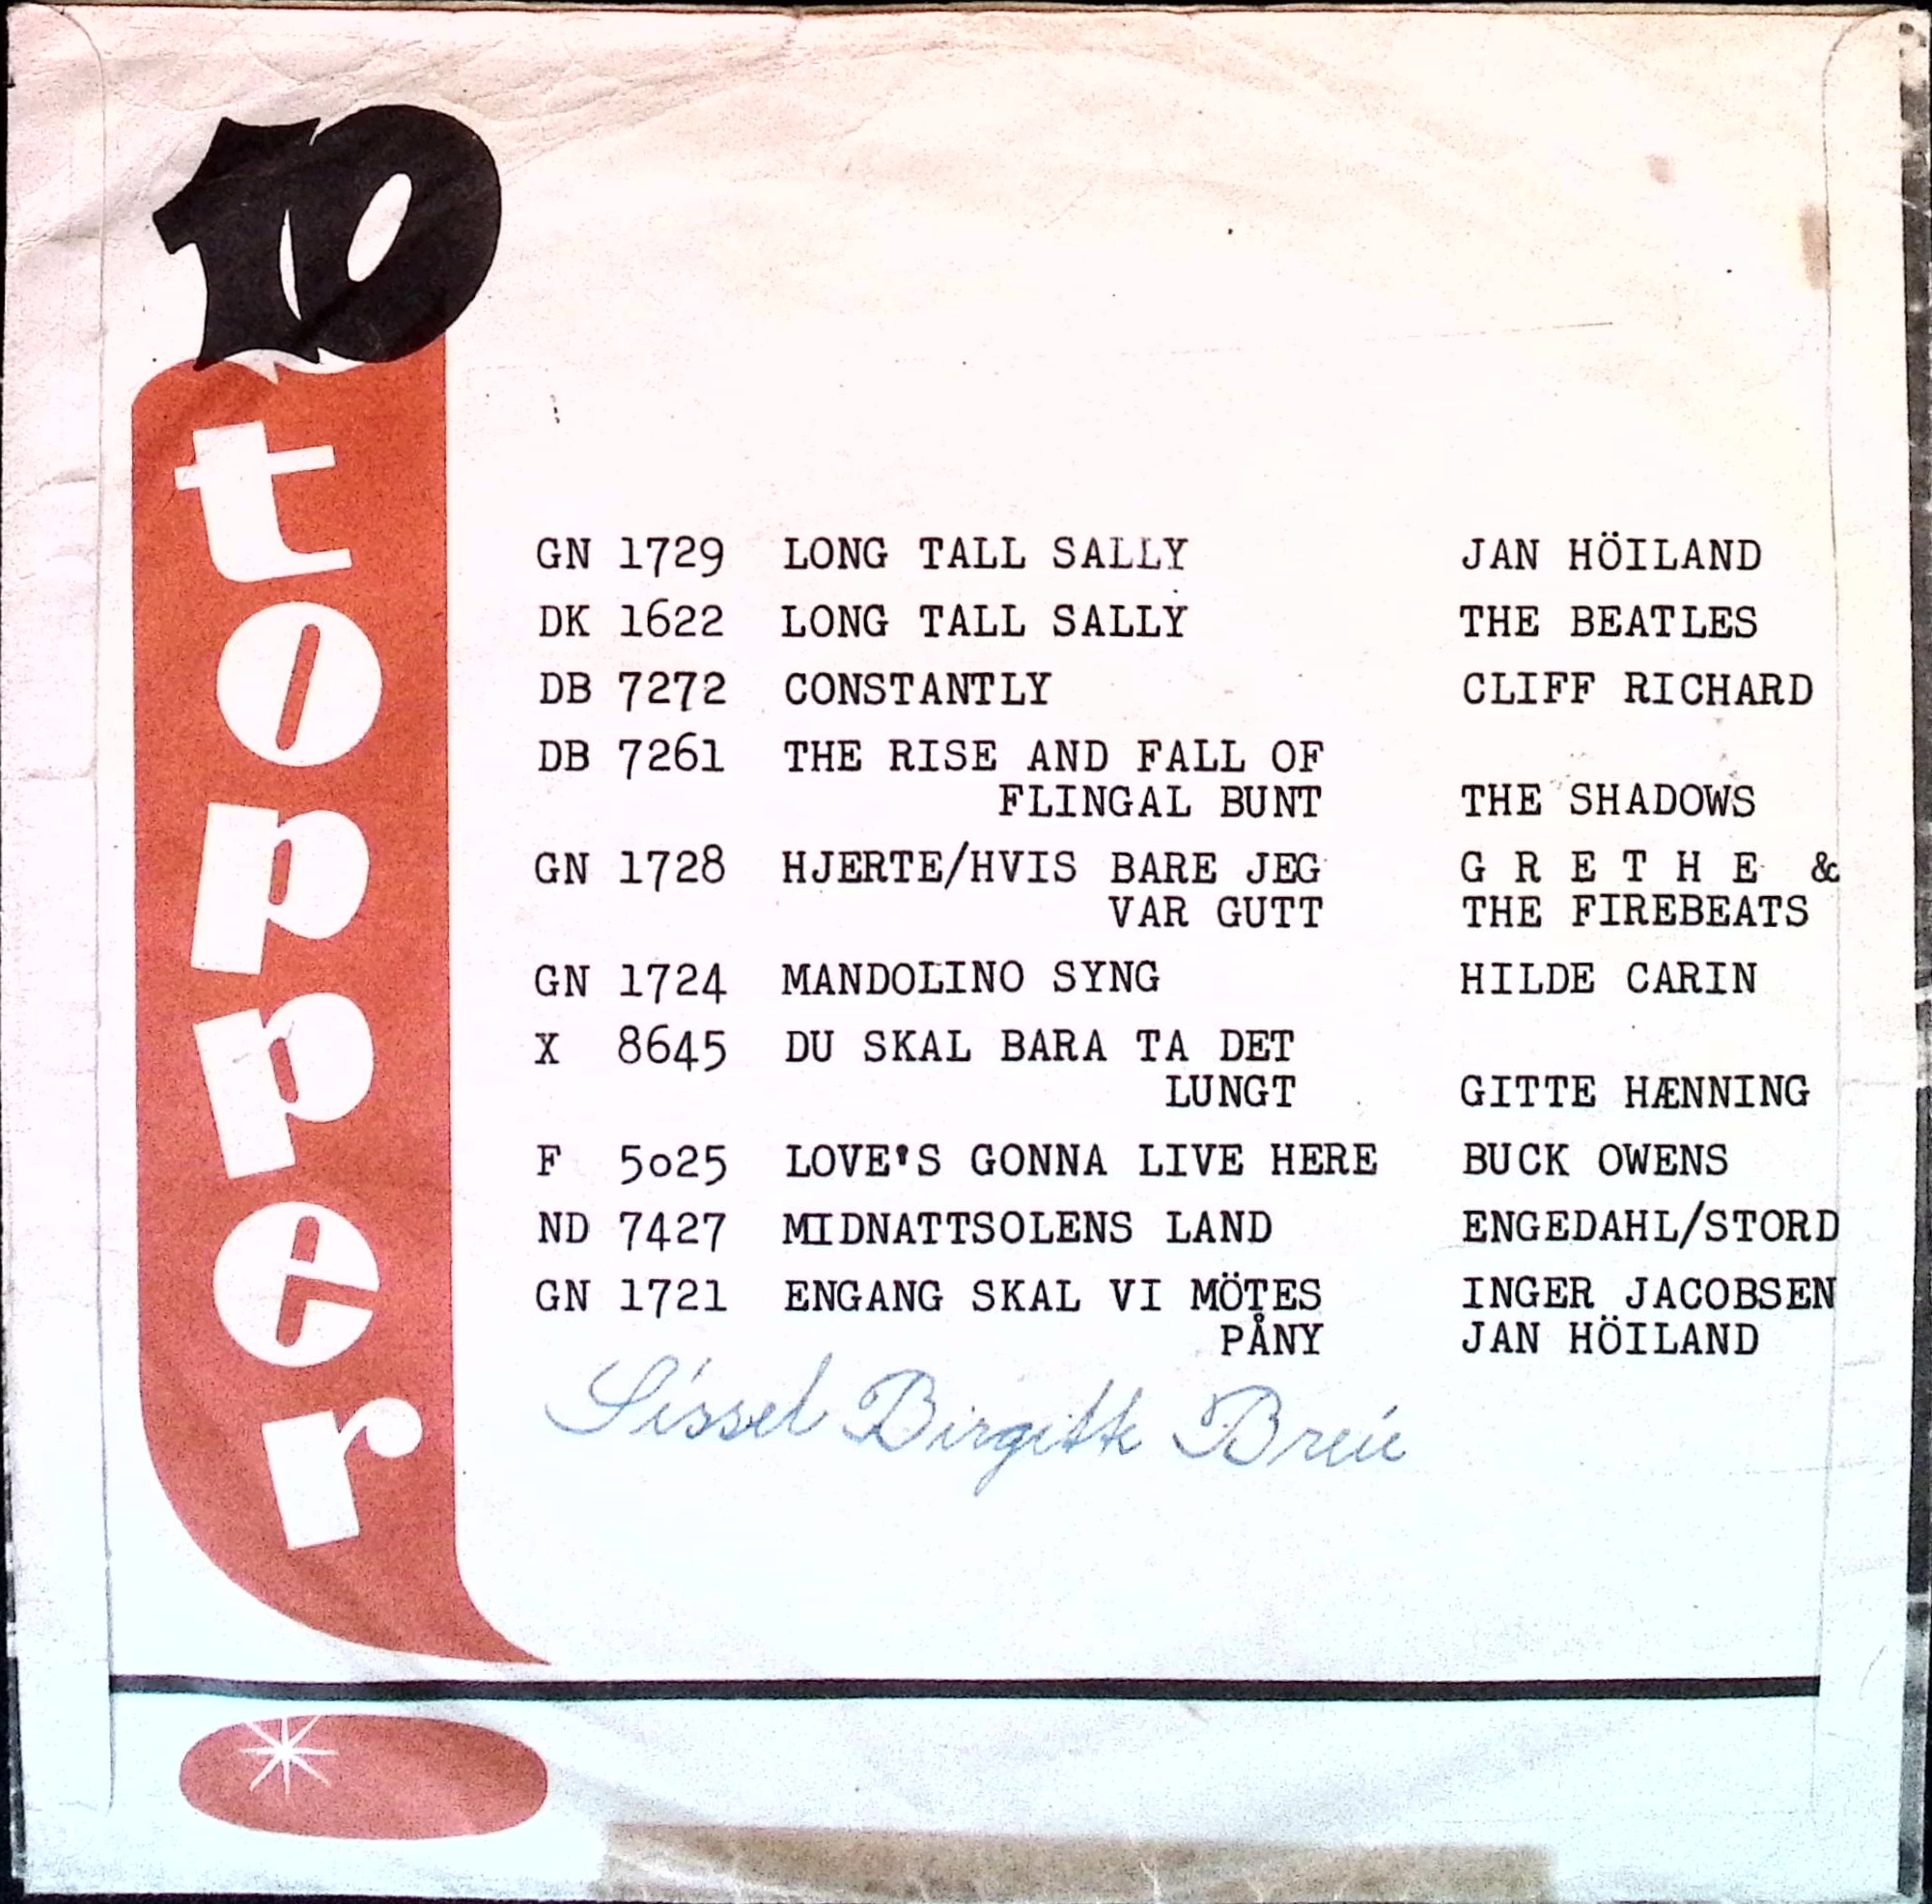 10
tøpper
GN 1729 LONG TALL SALLY JAN HÖILAND
DK 1622 LONG TALL SALLY THE BEATLES
DB 7272 CONSTANTLY CLIFF RICHARD
DB 7261 THE RISE AND FALL OF
FLINGAL BUNT THE SHADOWS
GN 1728 HJERTE/HVIS BARE JEG G R E T H E &
VAR GUTT THE FIREBEATS
GN 1724 MANDOLINO SYNG HILDE CARIN
X 8645 DU SKAL BARA TA DET
LUNGT GITTE HÆNNING
F 5025 LOVE'S GONNA LIVE HERE BUCK OWENS
ND 7427 MIDNATTSOLENS LAND ENGEDAHL/STORD
GN 1721 ENGANG SKAL VI MÖTES INGER JACOBSEN
PÅNY JAN HÖILAND
Sissel Birgitte